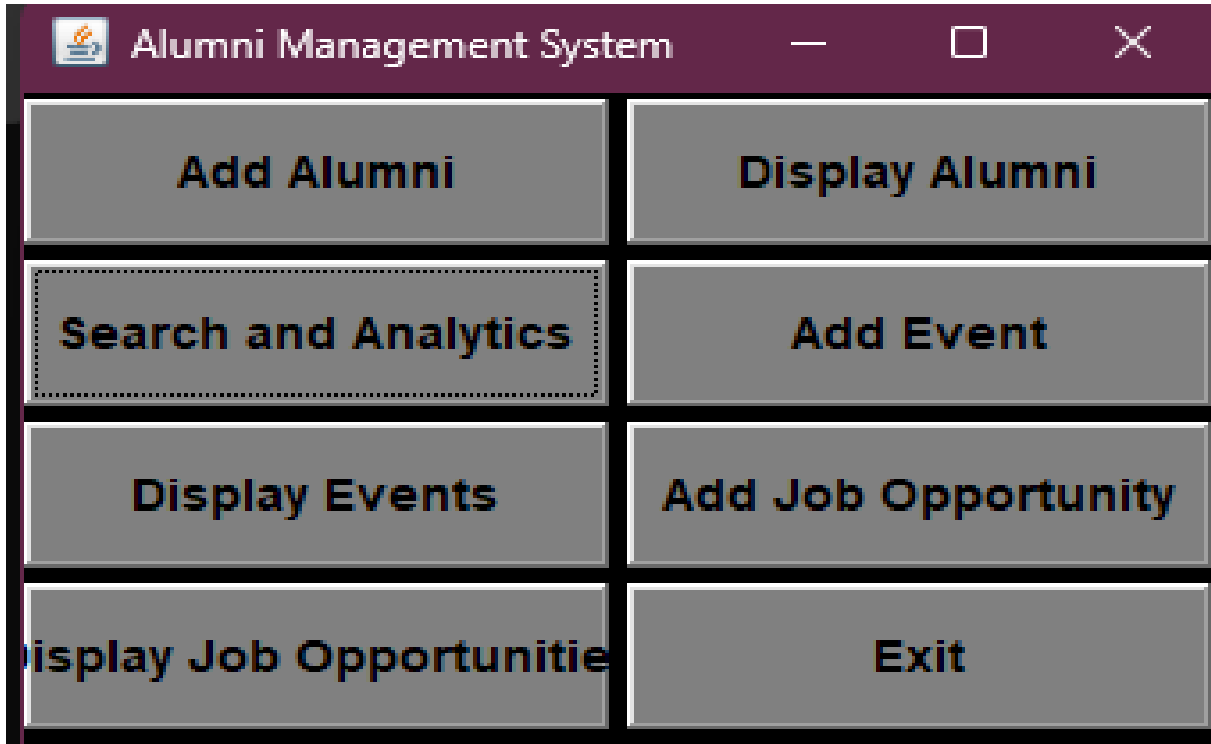 Alumni Management System
Add Alumni
Display Alumni
Search and Analytics
Add Event
Display Events
Add Job Opportunity
isplay Job Opportunitie
Exit